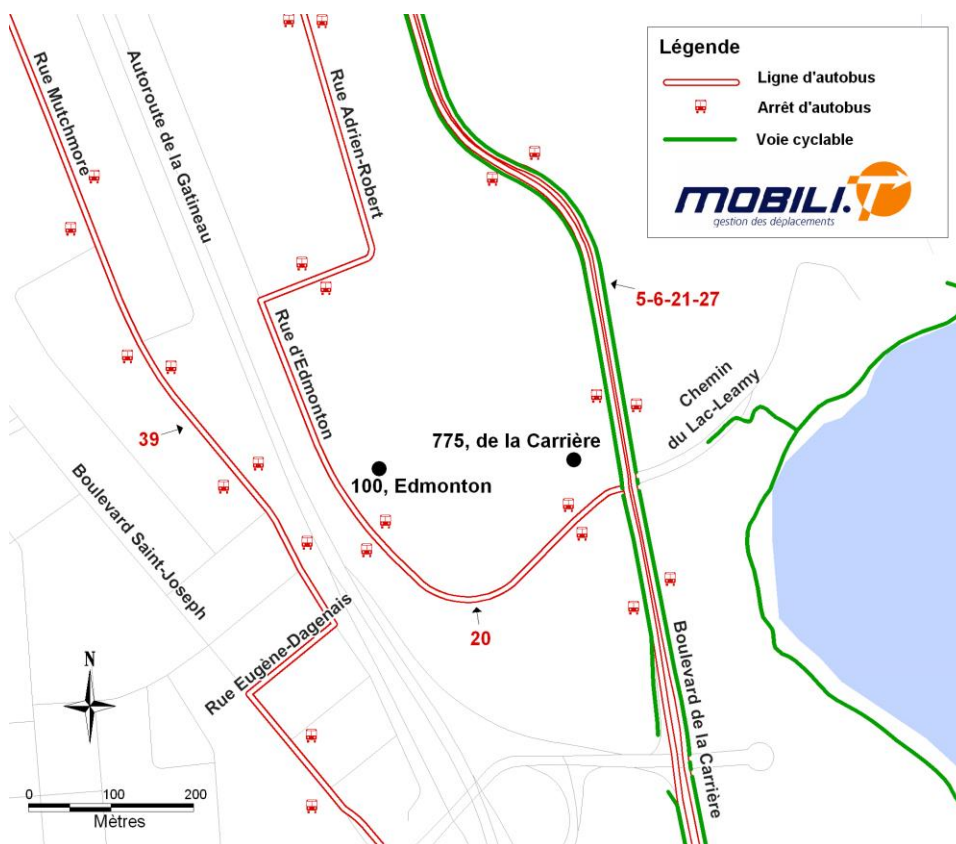 Légende
Ligne d'autobus
Arrêt d'autobus
Voie cyclable
MOBILI.T
gestion des déplacements
Rue Mutchmore
Autoroute de la Gatineau
Rue Adrien-Robert
5-6-21-27
Rue d'Edmonton
Chemin
du Lac-Leamy
39
775, de la Carrière
100, Edmonton
Boulevard Saint-Joseph
20
Rue Eugène-Dagenais
Boulevard de la Carrière
N
0 100 200
Mètres